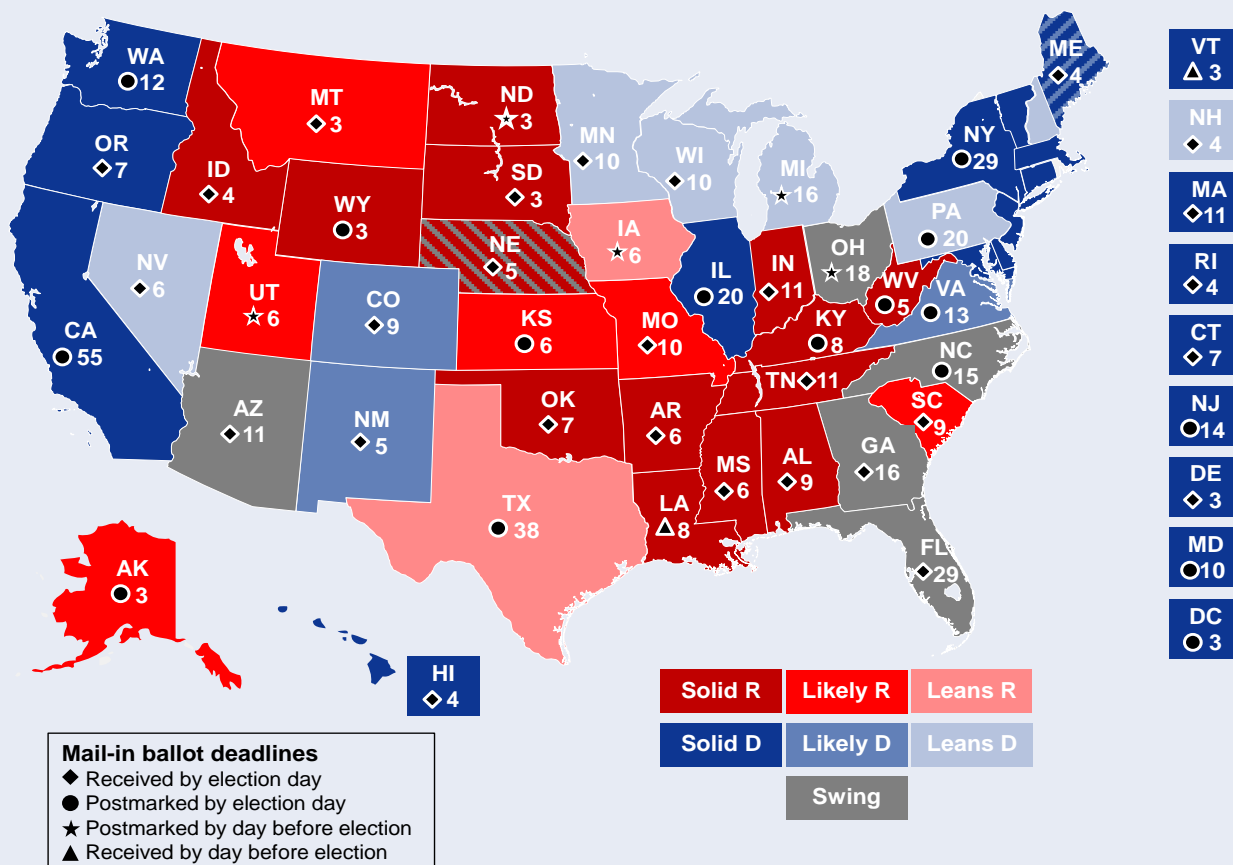 WA
12
OR
7
CA
55
NV
6
ID
4
MT
3
WY
3
UT
6
AZ
11
CO
9
NM
5
ND
3
SD
3
NE
5
KS
6
OK
7
TX
38
MN
10
IA
6
MO
10
AR
6
LA
8
WI
10
IL
20
MI
16
IN
11
OH
18
KY
8
TN 11
MS
6
AL
9
GA
16
FL
29
SC
9
NC
15
VA
13
WV
5
PA
20
NY
29
ME
4
VT
3
NH
4
MA
11
RI
4
CT
7
NJ
14
DE
3
MD
10
DC
3
AK
3
HI
4
Solid R Likely R Leans R
Solid D Likely D Leans D
Swing
Mail-in ballot deadlines
Received by election day
Postmarked by election day
Postmarked by day before election
Received by day before election